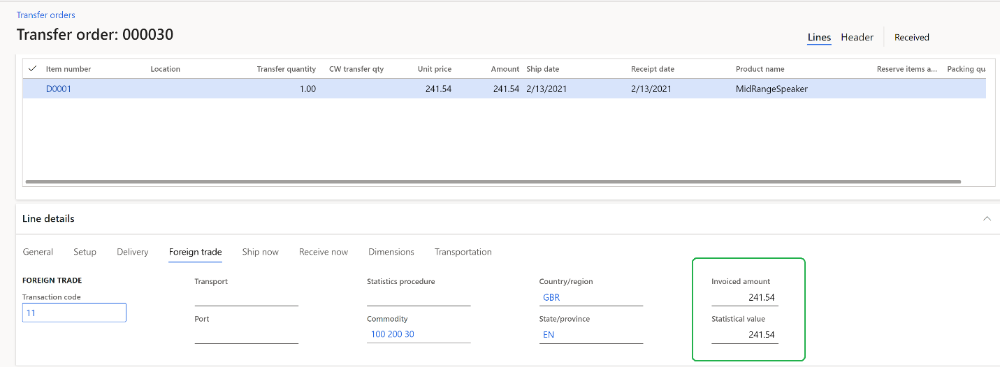 Transfer orders
Transfer order: 000030
Lines Header Received
Item number Location Transfer quantity CW transfer qty Unit price Amount Ship date Receipt date Product name Reserve items a... Packing qu
D0001 1.00 241.54 241.54 2/13/2021 2/13/2021 MidRangeSpeaker
Line details
General Setup Delivery Foreign trade Ship now Receive now Dimensions Transportation
FOREIGN TRADE Transport Statistics procedure Country/region Invoiced amount
Transaction code GBR 241.54
11 Port Commodity State/province Statistical value
100 200 30 EN 241.54